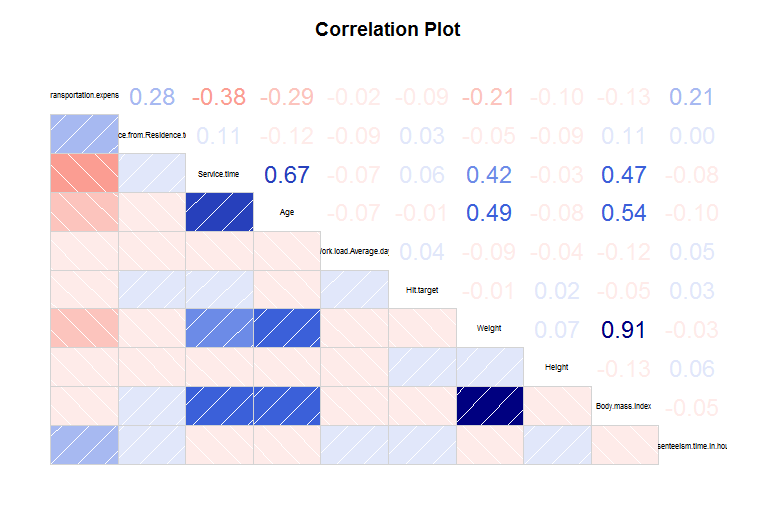 Correlation Plot
ransportation.expens 0.28 -0.38 -0.29 -0.02 -0.09 -0.21 -0.10 -0.13 0.21
ce.from.Residence.t 0.11 -0.12 -0.09 0.03 -0.05 -0.09 0.11 0.00
Service.time 0.67 -0.07 0.06 0.42 -0.03 0.47 -0.08
Age -0.07 -0.01 0.49 -0.08 0.54 -0.10
Work.load.Average.day 0.04 -0.09 -0.04 -0.12 0.05
Hit.target -0.01 0.02 -0.05 0.03
Weight 0.07 0.91 -0.03
Height -0.13 0.06
Body.mass.index -0.05
senteeism.time.in.hou